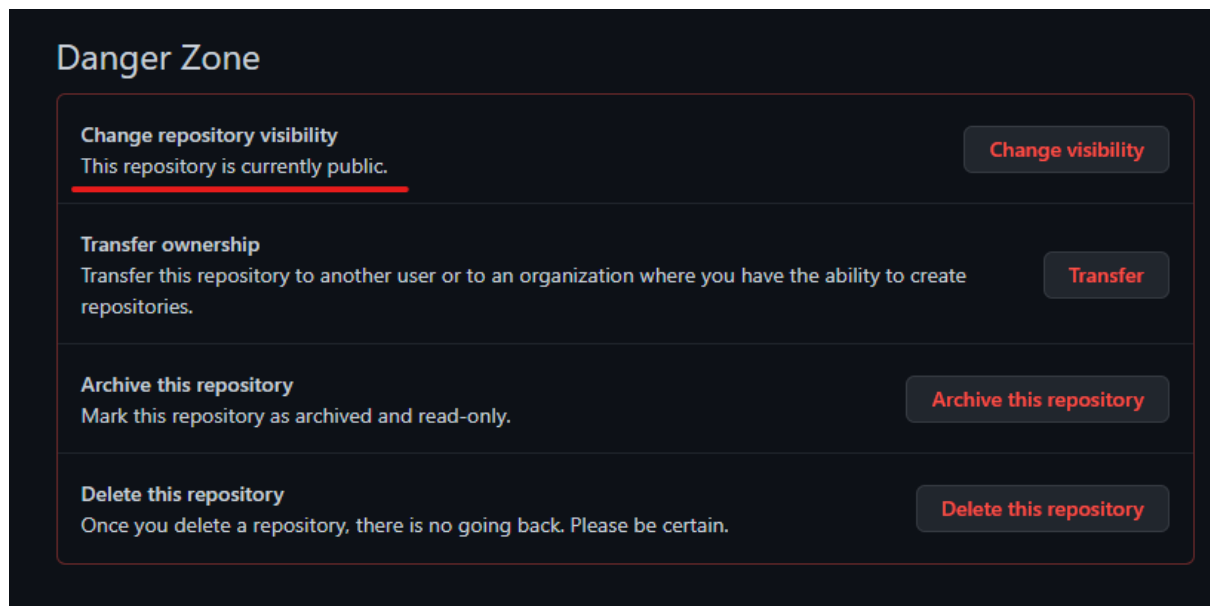 Danger Zone
Change repository visibility
This repository is currently public.
Change visibility
Transfer ownership
Transfer this repository to another user or to an organization where you have the ability to create
repositories.
Transfer
Archive this repository
Mark this repository as archived and read-only.
Archive this repository
Delete this repository
Once you delete a repository, there is no going back. Please be certain.
Delete this repository